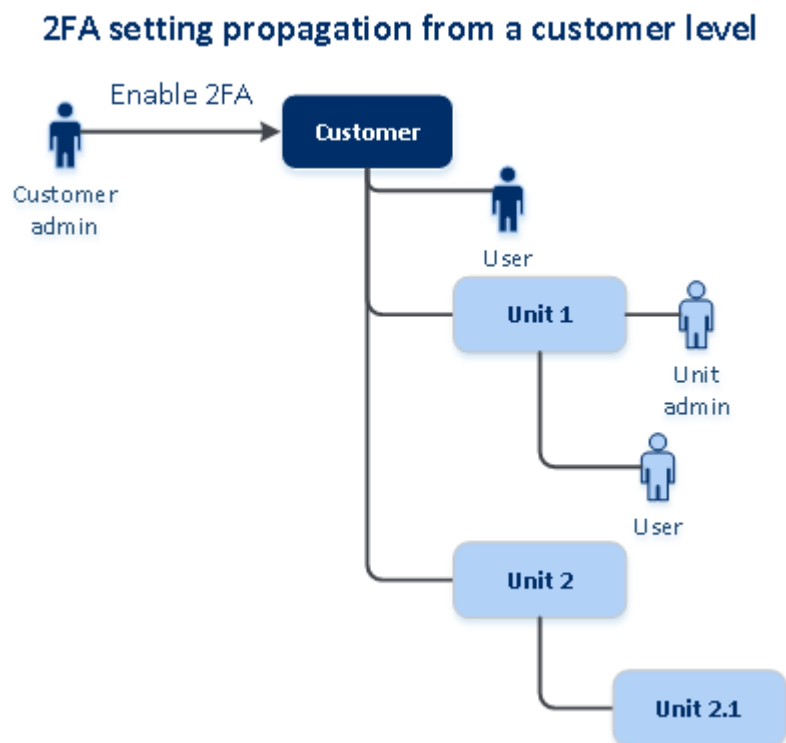 2FA setting propagation from a customer level
Enable 2FA
Customer
Customer
admin
User
Unit 1
Unit
admin
User
Unit 2
Unit 2.1